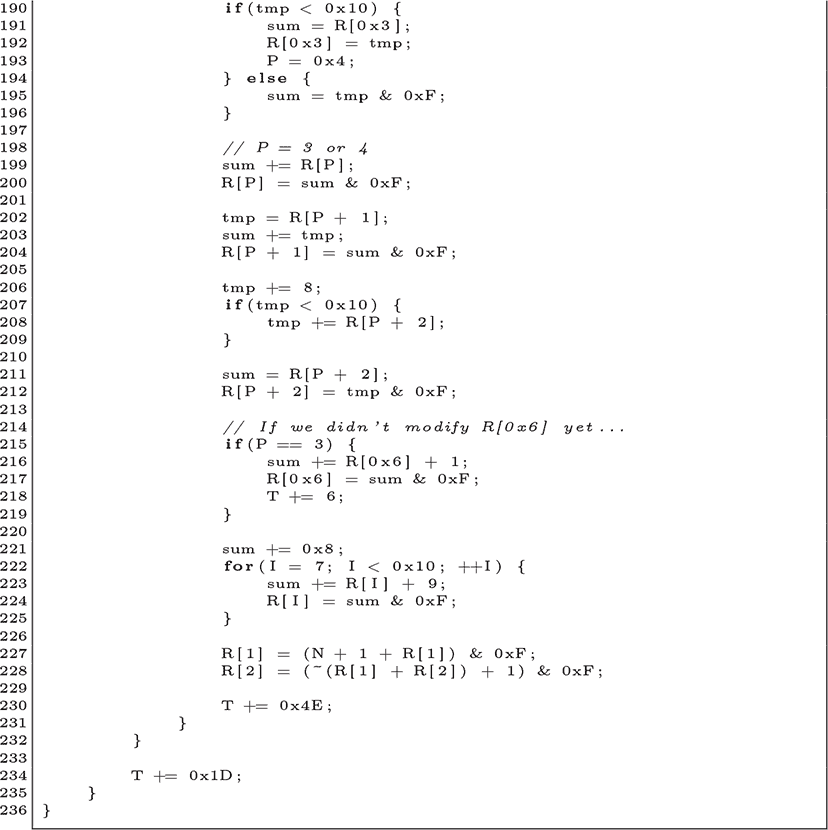 190 if(tmp < 0x10) {
191 sum = R[0x3];
192 R[0x3] = tmp;
193 P = 0x4;
194 } else {
195 sum = tmp & 0xF;
196 }
197
198 // P = 3 or 4
199 sum += R[P];
200 R[P] = sum & 0xF;
201
202 tmp = R[P + 1];
203 sum += tmp;
204 R[P + 1] = sum & 0xF;
205
206 tmp += 8;
207 if(tmp < 0x10) {
208 tmp += R[P + 2];
209 }
210
211 sum = R[P + 2];
212 R[P + 2] = tmp & 0xF;
213
214 // If we didn't modify R[0x6] yet...
215 if(P == 3) {
216 sum += R[0x6] + 1;
217 R[0x6] = sum & 0xF;
218 T += 6;
219 }
220
221 sum += 0x8;
222 for(I = 7; I < 0x10; ++I) {
223 sum += R[I] + 9;
224 R[I] = sum & 0xF;
225 }
226
227 R[1] = (N + 1 + R[1]) & 0xF;
228 R[2] = (~(R[1] + R[2]) + 1) & 0xF;
229
230 T += 0x4E;
231 }
232 }
233
234 T += 0x1D;
235 }
236 }